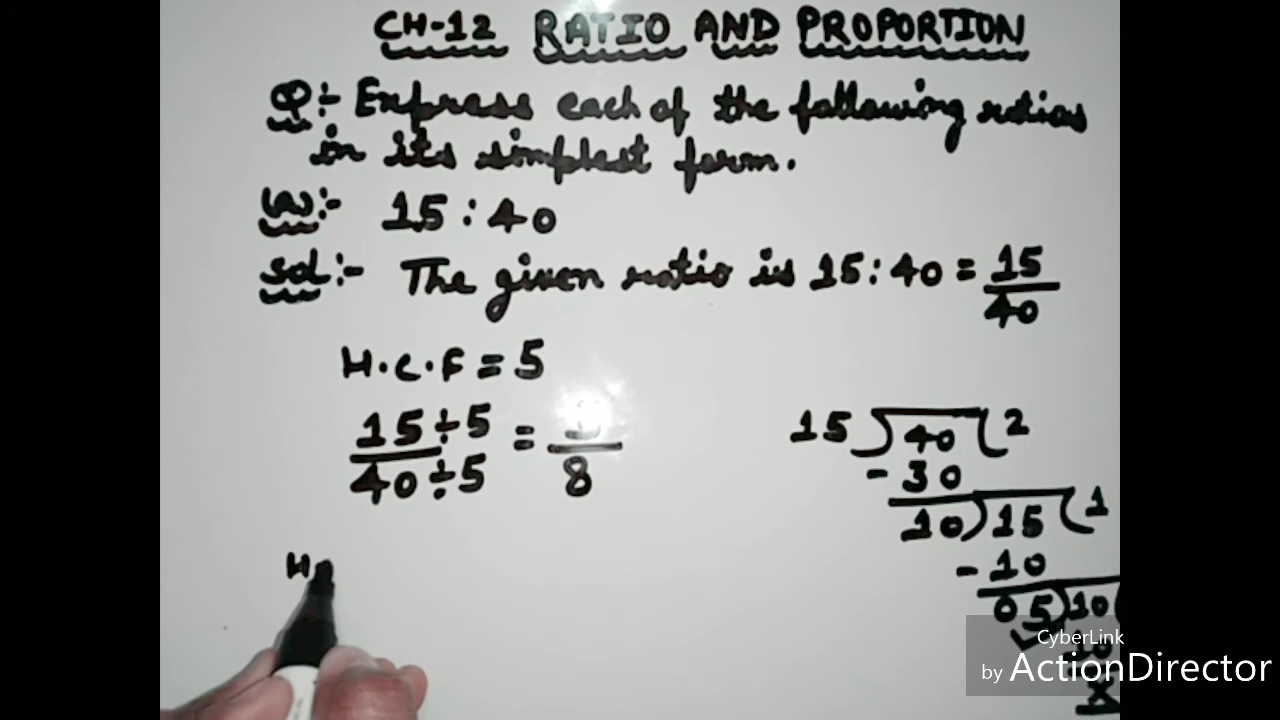 CH-12 RATIO AND PROPORTION
Q:- Express each of the following ratios
in its simplest form.
(a):- 15 : 40
Sol:- The given ratio is 15 : 40 = 15/40
H.C.F = 5
15÷5 / 40÷5 = /8
H
15 ) 40 ( 2
- 30
10 ) 15 ( 1
- 10
05 ) 10 (
10
X
CyberLink
by ActionDirector